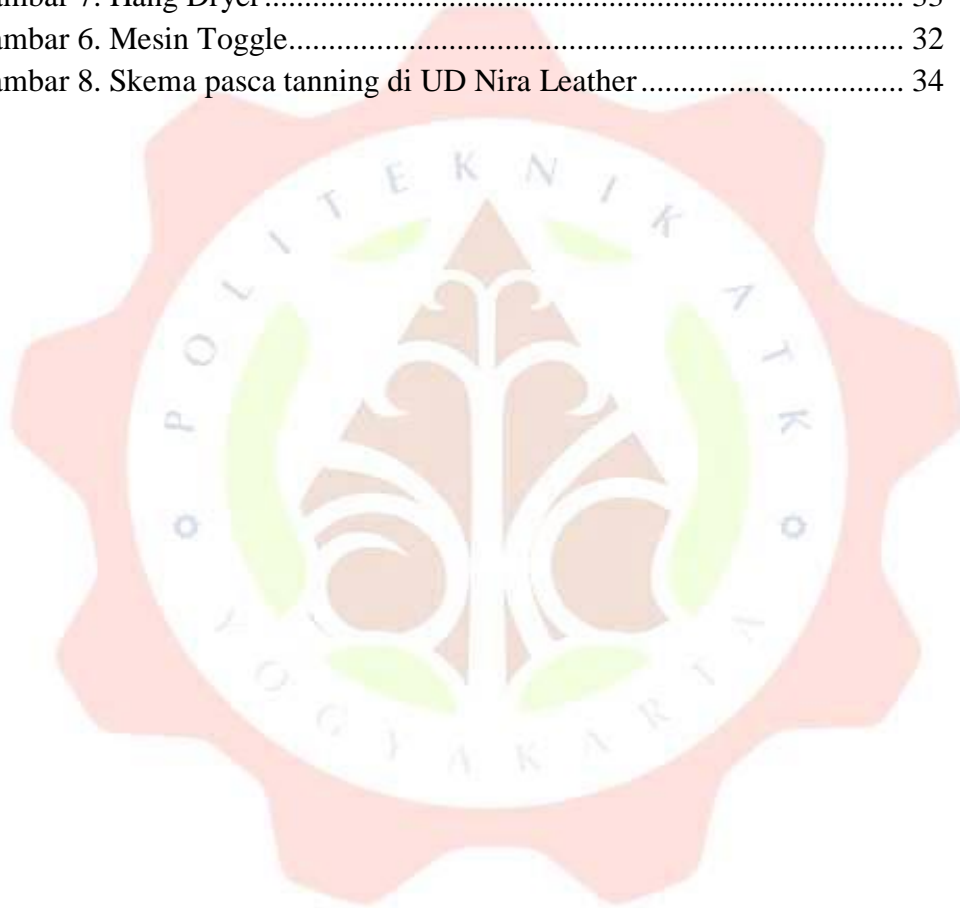 ambar 7. Hang Dryer ................................................................................ 33
ambar 6. Mesin Toggle............................................................................. 32
ambar 8. Skema pasca tanning di UD Nira Leather ................................. 34
POLITEKNIK ATK
YOGYAKARTA